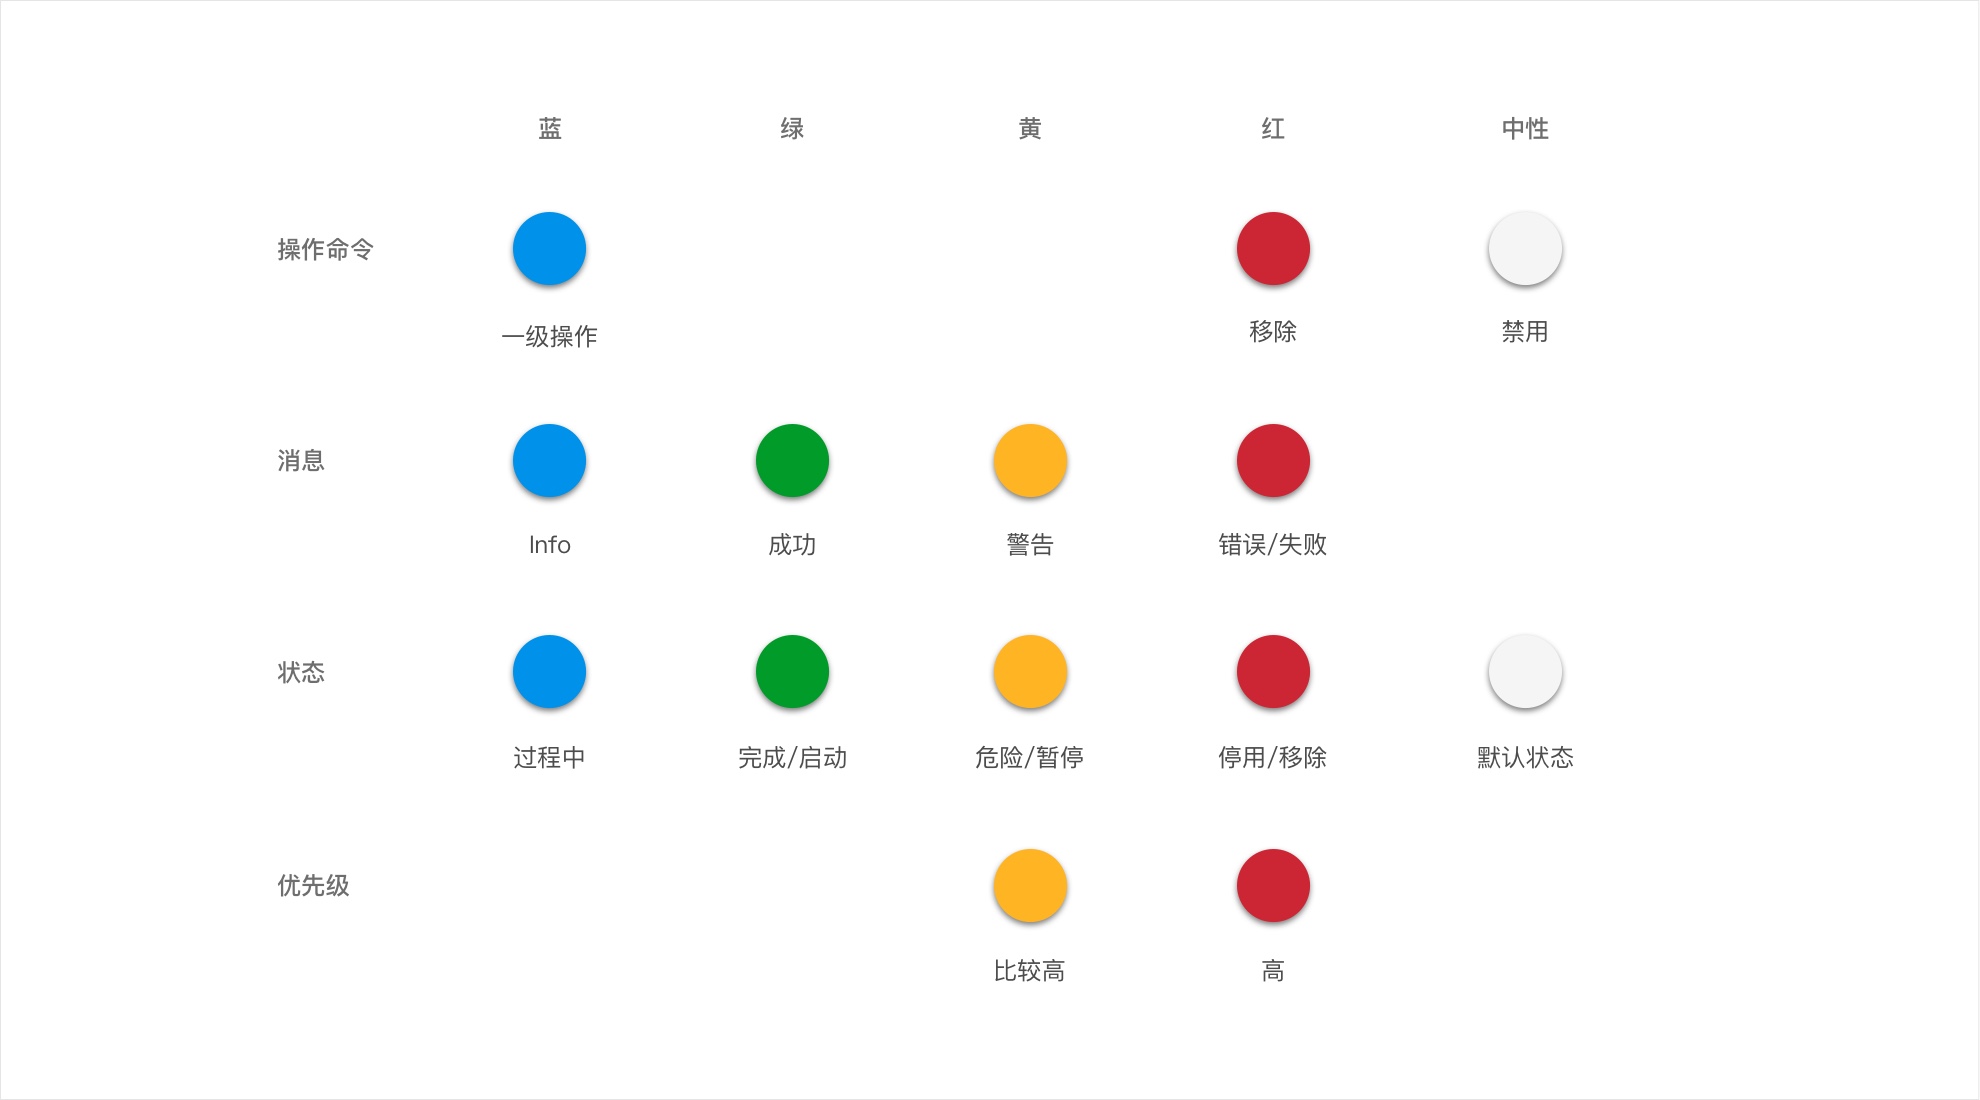 蓝 绿 黄 红 中性
操作命令
一级操作 移除 禁用
消息
Info 成功 警告 错误/失败
状态
过程中 完成/启动 危险/暂停 停用/移除 默认状态
优先级
比较高 高